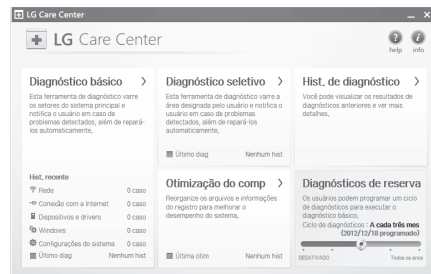 LG Care Center
LG Care Center
help
info
Diagnóstico básico
Esta ferramenta de diagnóstico varre
os setores do sistema principal e
notifica o usuário em caso de
problemas detectados, além de repará-
los automaticamente.
Hist. recente
Rede 0 caso
Conexão com a Internet 0 caso
Dispositivos e drivers 0 caso
Windows 0 caso
Configurações do sistema 0 caso
Último diag Nenhum hist
Diagnóstico seletivo
Esta ferramenta de diagnóstico varre a
área designada pelo usuário e notifica o
usuário em caso de problemas
detectados, além de repará-los
automaticamente.
Último diag Nenhum hist
Hist. de diagnóstico
Você pode visualizar os resultados de
diagnósticos anteriores e ver mais
detalhes.
Otimização do comp
Reorganize os arquivos e informações
do registro para melhorar o
desempenho do sistema.
Última otim Nenhum hist
Diagnósticos de reserva
Os usuários podem programar um ciclo
de diagnósticos para executar o
diagnóstico básico.
Ciclo de diagnósticos : A cada três mes
(2012/12/18 programado)
DESATIVADO Todos os anos